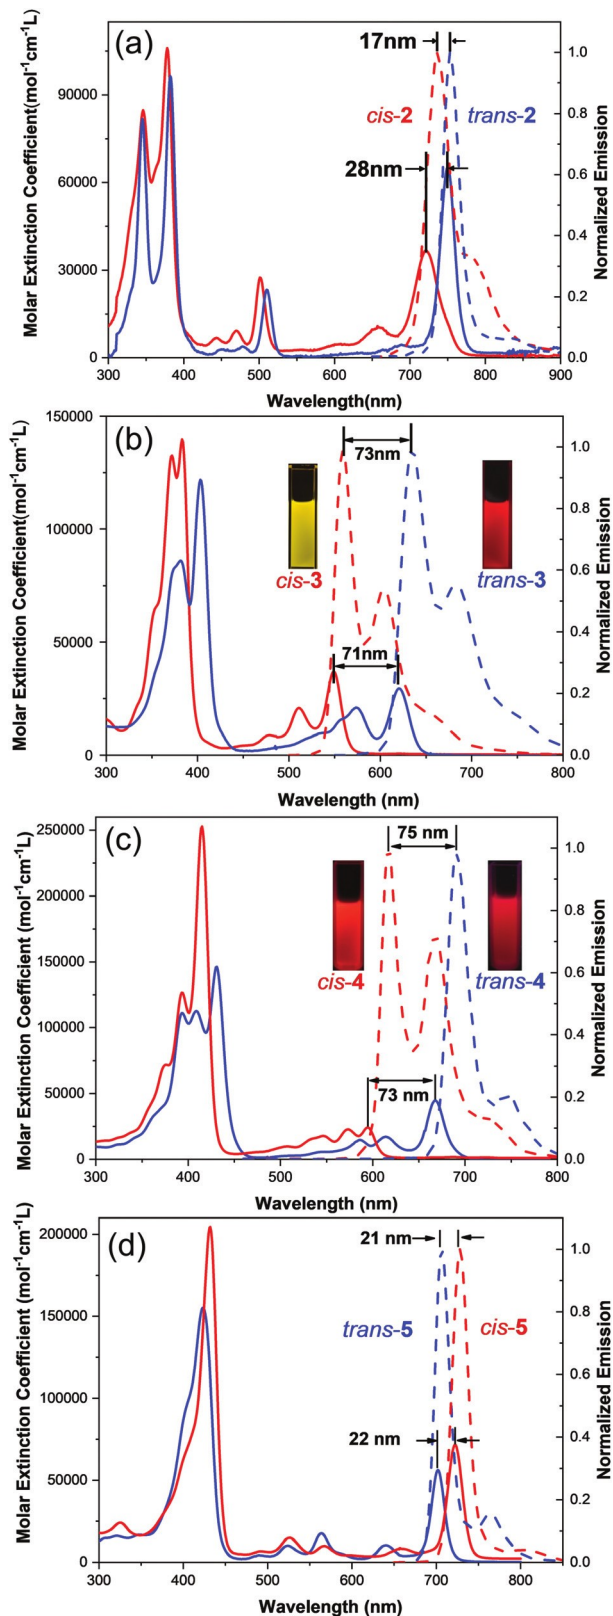 (a)
17nm
cis-2
trans-2
28nm
Molar Extinction Coefficient(mol⁻¹cm⁻¹L)
90000
60000
30000
0
Normalized Emission
1.0
0.8
0.6
0.4
0.2
0.0
300 400 500 600 700 800 900
Wavelength(nm)
(b)
73nm
cis-3
trans-3
71nm
Molar Extinction Coefficient(mol⁻¹cm⁻¹L)
150000
100000
50000
0
Normalized Emission
1.0
0.8
0.6
0.4
0.2
0.0
300 400 500 600 700 800
Wavelength (nm)
(c)
75 nm
cis-4
trans-4
73 nm
Molar Extinction Coefficient (mol⁻¹cm⁻¹L)
250000
200000
150000
100000
50000
0
Normalized Emission
1.0
0.8
0.6
0.4
0.2
0.0
300 400 500 600 700 800
Wavelength (nm)
(d)
21 nm
trans-5
cis-5
22 nm
Molar Extinction Coefficient (mol⁻¹cm⁻¹L)
200000
150000
100000
50000
0
Normalized Emission
1.0
0.8
0.6
0.4
0.2
0.0
300 400 500 600 700 800
Wavelength (nm)